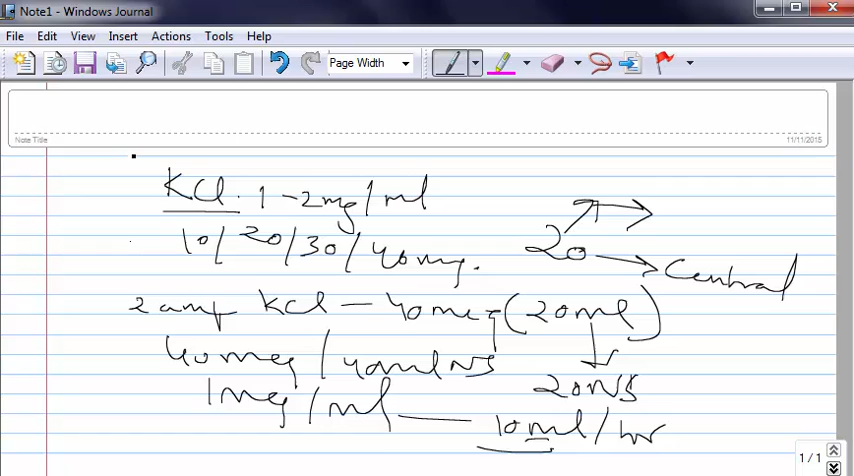 Note1 - Windows Journal
File Edit View Insert Actions Tools Help
Page Width
Note Title
11/11/2015
KCl. 1-2mg/ml
10/20/30/40mg.
20
Central
2 amp KCl - 40meq (20ml)
40meq/40ml NS
20NS
1meq/ml
10ml/hr
1/1